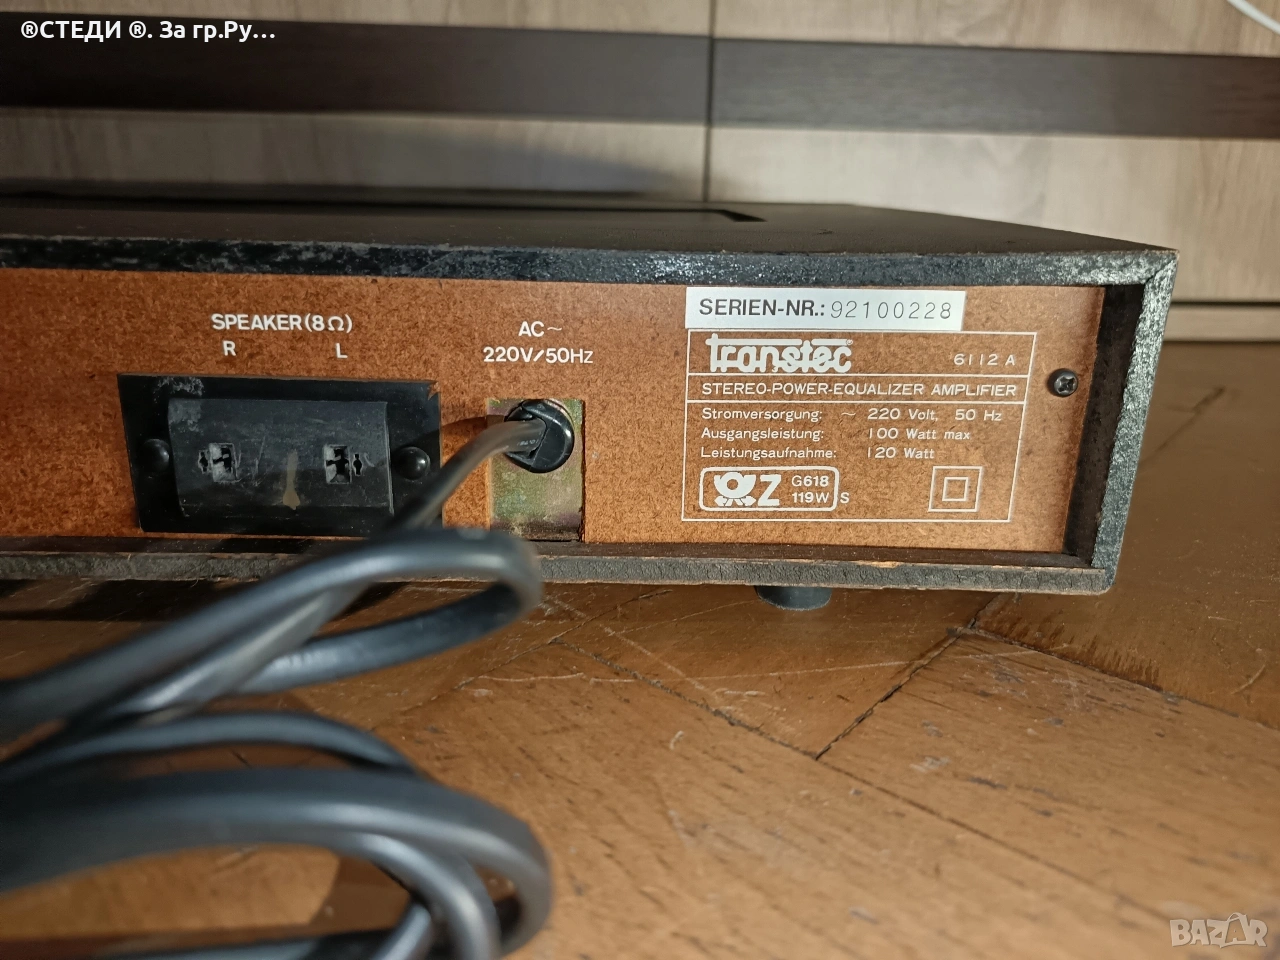 ®СТЕДИ ®. За гр.Ру...
SPEAKER (8Ω)
R L
AC~
220V/50Hz
SERIEN-NR.: 92100228
transtec® 6112 A
STEREO-POWER-EQUALIZER AMPLIFIER
Stromversorgung: ~ 220 Volt, 50 Hz
Ausgangsleistung: 100 Watt max
Leistungsaufnahme: 120 Watt
Z G618
119W S
BAZAR